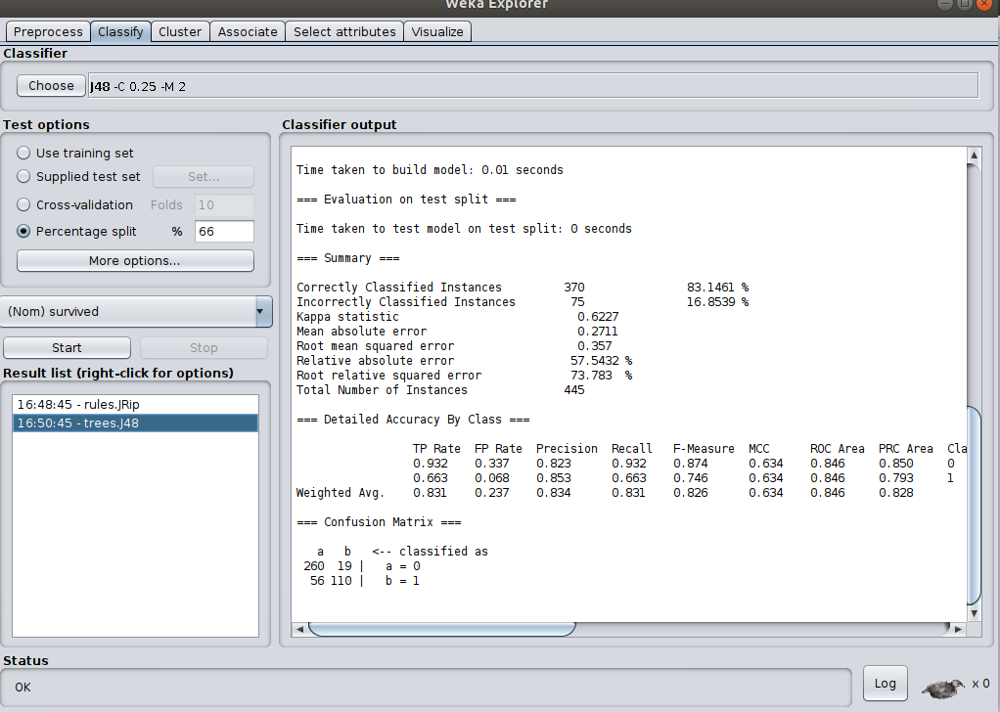 Weka Explorer
Preprocess Classify Cluster Associate Select attributes Visualize
Classifier
Choose J48 -C 0.25 -M 2
Test options
Use training set
Supplied test set Set...
Cross-validation Folds 10
Percentage split % 66
More options...
(Nom) survived
Start Stop
Result list (right-click for options)
16:48:45 - rules.JRip
16:50:45 - trees.J48
Classifier output
Time taken to build model: 0.01 seconds
=== Evaluation on test split ===
Time taken to test model on test split: 0 seconds
=== Summary ===
Correctly Classified Instances 370 83.1461 %
Incorrectly Classified Instances 75 16.8539 %
Kappa statistic 0.6227
Mean absolute error 0.2711
Root mean squared error 0.357
Relative absolute error 57.5432 %
Root relative squared error 73.783 %
Total Number of Instances 445
=== Detailed Accuracy By Class ===
TP Rate FP Rate Precision Recall F-Measure MCC ROC Area PRC Area Cla
0.932 0.337 0.823 0.932 0.874 0.634 0.846 0.850 0
0.663 0.068 0.853 0.663 0.746 0.634 0.846 0.793 1
Weighted Avg. 0.831 0.237 0.834 0.831 0.826 0.634 0.846 0.828
=== Confusion Matrix ===
a b <-- classified as
260 19 | a = 0
56 110 | b = 1
Status
OK
Log
x 0